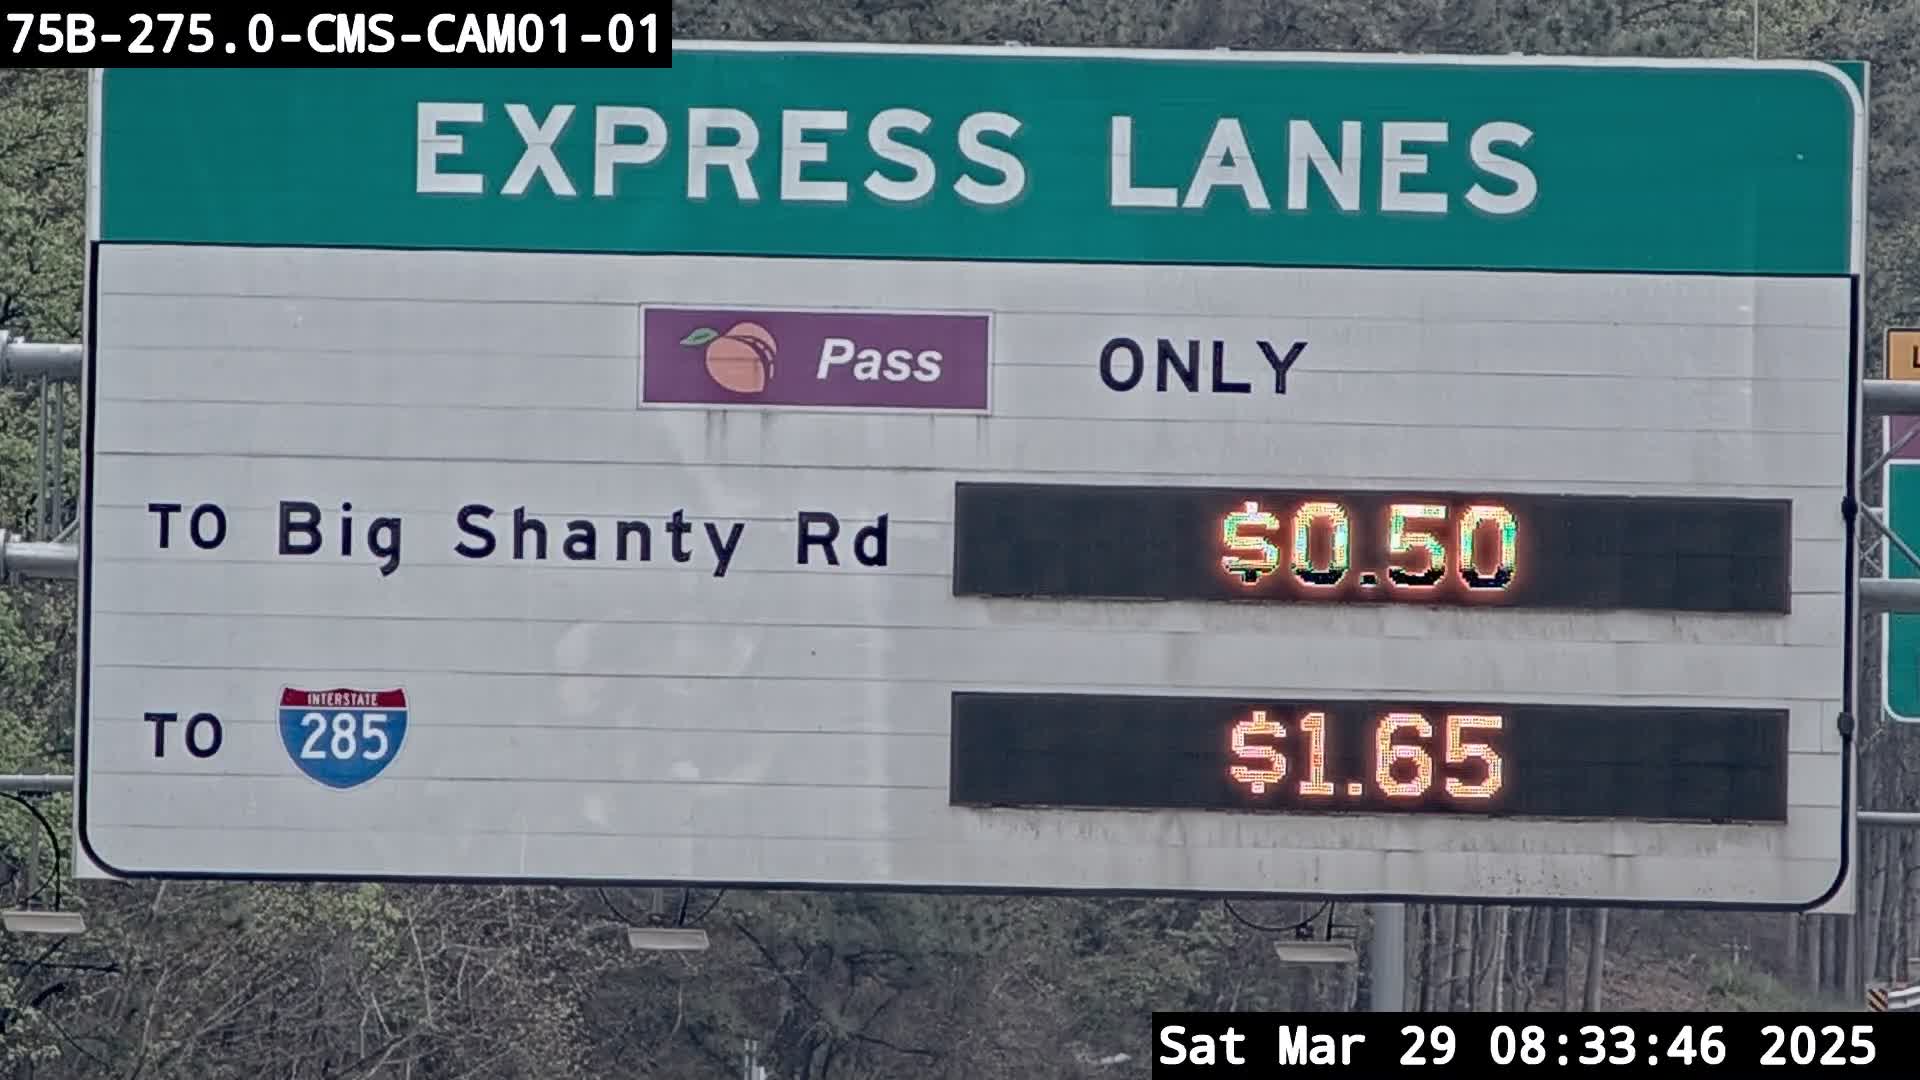 75B-275.0-CMS-CAM01-01
EXPRESS LANES
Pass ONLY
TO Big Shanty Rd $0.50
INTERSTATE
TO 285 $1.65
Sat Mar 29 08:33:46 2025